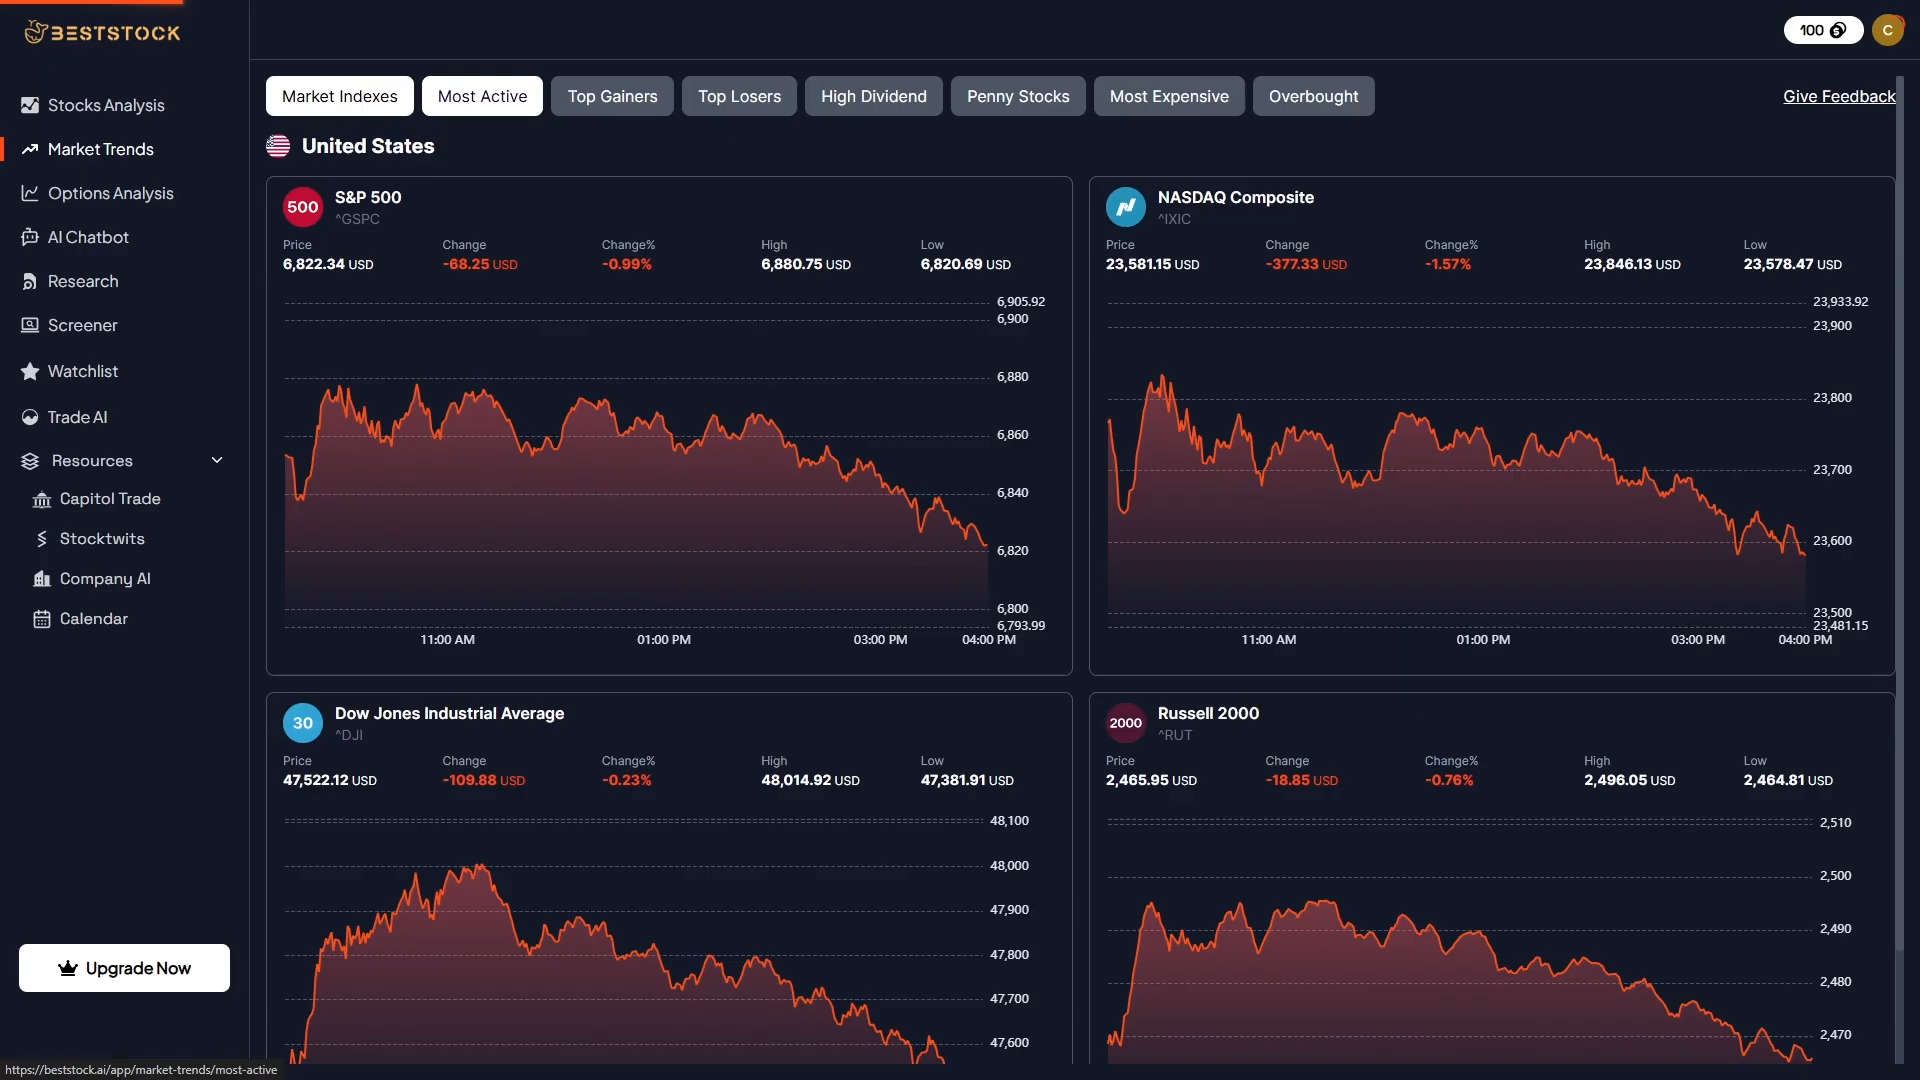 BESTSTOCK
100
C
Stocks Analysis
Market Trends
Options Analysis
AI Chatbot
Research
Screener
Watchlist
Trade AI
Resources
Capitol Trade
Stocktwits
Company AI
Calendar
Upgrade Now
Market Indexes Most Active Top Gainers Top Losers High Dividend Penny Stocks Most Expensive Overbought Give Feedback
United States
500 S&P 500
^GSPC
Price Change Change% High Low
6,822.34 USD -68.25 USD -0.99% 6,880.75 USD 6,820.69 USD
6,905.92
6,900
6,880
6,860
6,840
6,820
6,800
6,793.99
11:00 AM 01:00 PM 03:00 PM 04:00 PM
NASDAQ Composite
^IXIC
Price Change Change% High Low
23,581.15 USD -377.33 USD -1.57% 23,846.13 USD 23,578.47 USD
23,933.92
23,900
23,800
23,700
23,600
23,500
23,481.15
11:00 AM 01:00 PM 03:00 PM 04:00 PM
30 Dow Jones Industrial Average
^DJI
Price Change Change% High Low
47,522.12 USD -109.88 USD -0.23% 48,014.92 USD 47,381.91 USD
48,100
48,000
47,900
47,800
47,700
47,600
2000 Russell 2000
^RUT
Price Change Change% High Low
2,465.95 USD -18.85 USD -0.76% 2,496.05 USD 2,464.81 USD
2,510
2,500
2,490
2,480
2,470
https://beststock.ai/app/market-trends/most-active